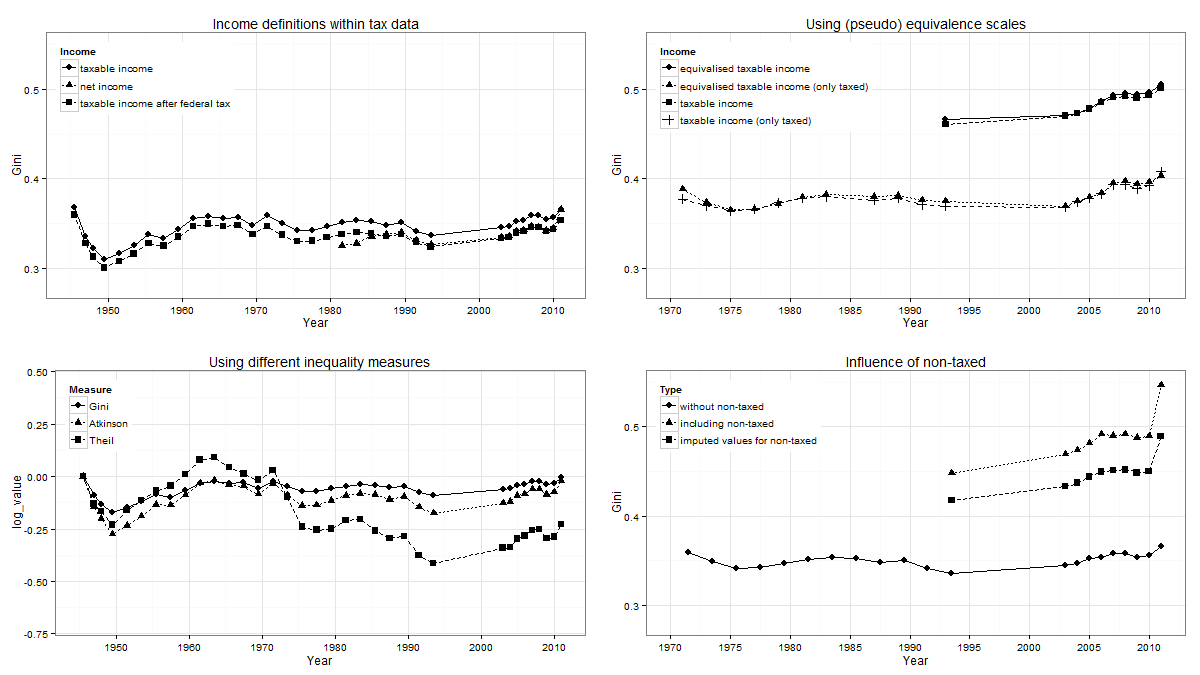 Income definitions within tax data
Income
taxable income
net income
taxable income after federal tax
0.5
0.4
0.3
Gini
1950 1960 1970 1980 1990 2000 2010
Year
Using (pseudo) equivalence scales
Income
equivalised taxable income
equivalised taxable income (only taxed)
taxable income
taxable income (only taxed)
0.5
0.4
0.3
Gini
1970 1975 1980 1985 1990 1995 2000 2005 2010
Year
Using different inequality measures
Measure
Gini
Atkinson
Theil
0.50
0.25
0.00
-0.25
-0.50
-0.75
log_value
1950 1960 1970 1980 1990 2000 2010
Year
Influence of non-taxed
Type
without non-taxed
including non-taxed
imputed values for non-taxed
0.5
0.4
0.3
Gini
1970 1975 1980 1985 1990 1995 2000 2005 2010
Year